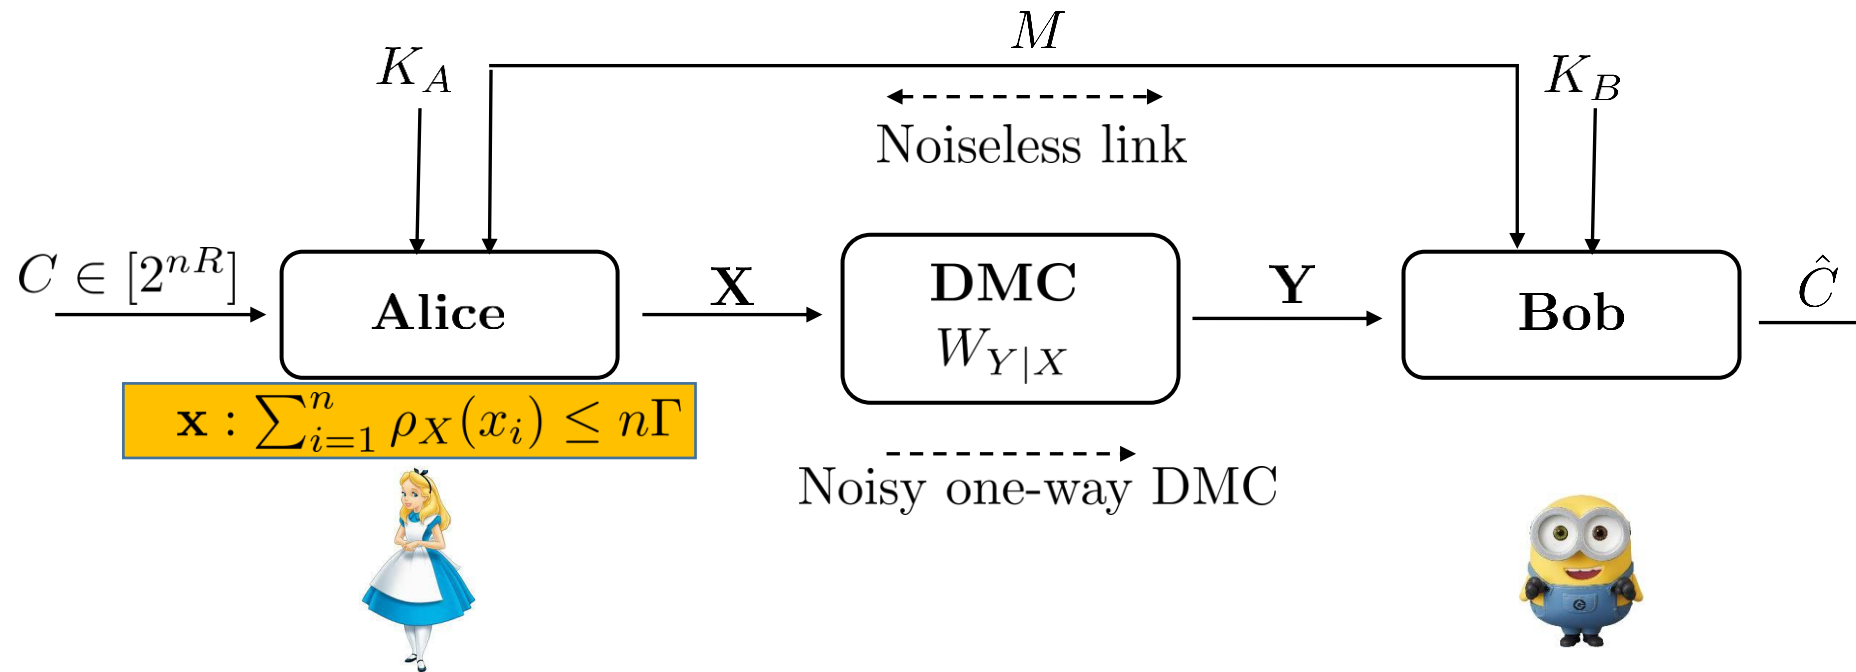 M
K_A
K_B
Noiseless link
C ∈ [2^{nR}]
Alice
X
DMC
W_{Y|X}
Y
Bob
Ĉ
x : ∑_{i=1}^{n} ρ_X(x_i) ≤ nΓ
Noisy one-way DMC